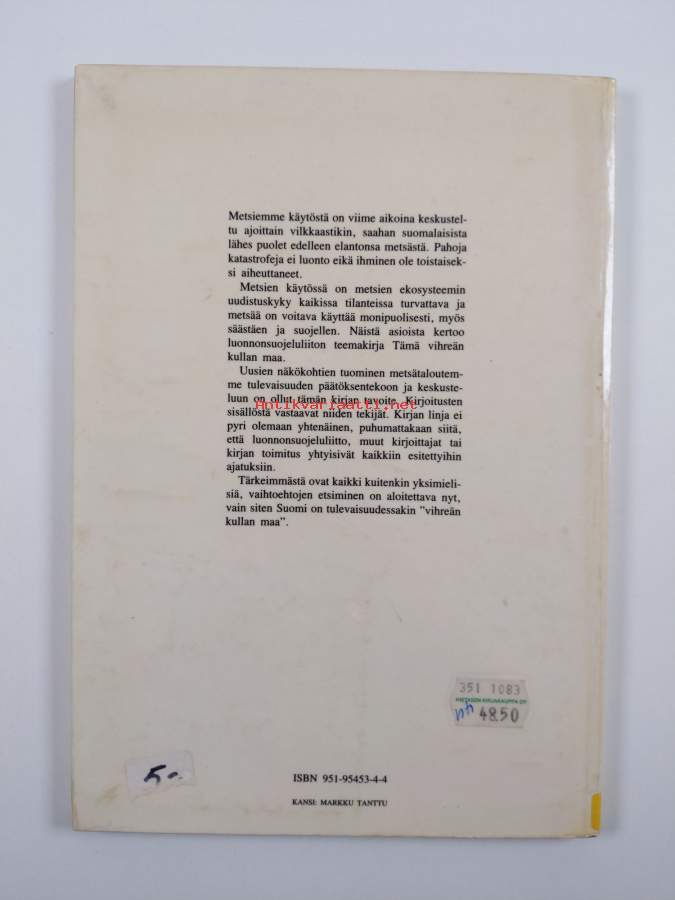 Metsiemme käytöstä on viime aikoina keskustel-
tu ajoittain vilkkaastikin, saahan suomalaisista
lähes puolet edelleen elantonsa metsästä. Pahoja
katastrofeja ei luonto eikä ihminen ole toistaisek-
si aiheuttaneet.
Metsien käytössä on metsien ekosysteemin
uudistuskyky kaikissa tilanteissa turvattava ja
metsää on voitava käyttää monipuolisesti, myös
säästäen ja suojellen. Näistä asioista kertoo
luonnonsuojeluliiton teemakirja Tämä vihreän
kullan maa.
Uusien näkökohtien tuominen metsätaloutem-
me tulevaisuuden päätöksentekoon ja keskuste-
luun on ollut tämän kirjan tavoite. Kirjoitusten
Antikvariaatti.net
sisällöstä vastaavat niiden tekijät. Kirjan linja ei
pyri olemaan yhtenäinen, puhumattakaan siitä,
että luonnonsuojeluliitto, muut kirjoittajat tai
kirjan toimitus yhtyisivät kaikkiin esitettyihin
ajatuksiin.
Tärkeimmästä ovat kaikki kuitenkin yksimieli-
siä, vaihtoehtojen etsiminen on aloitettava nyt,
vain siten Suomi on tulevaisuudessakin "vihreän
kullan maa".
351 1083
48.50
5.-
ISBN 951-95453-4-4
KANSI: MARKKU TANTTU